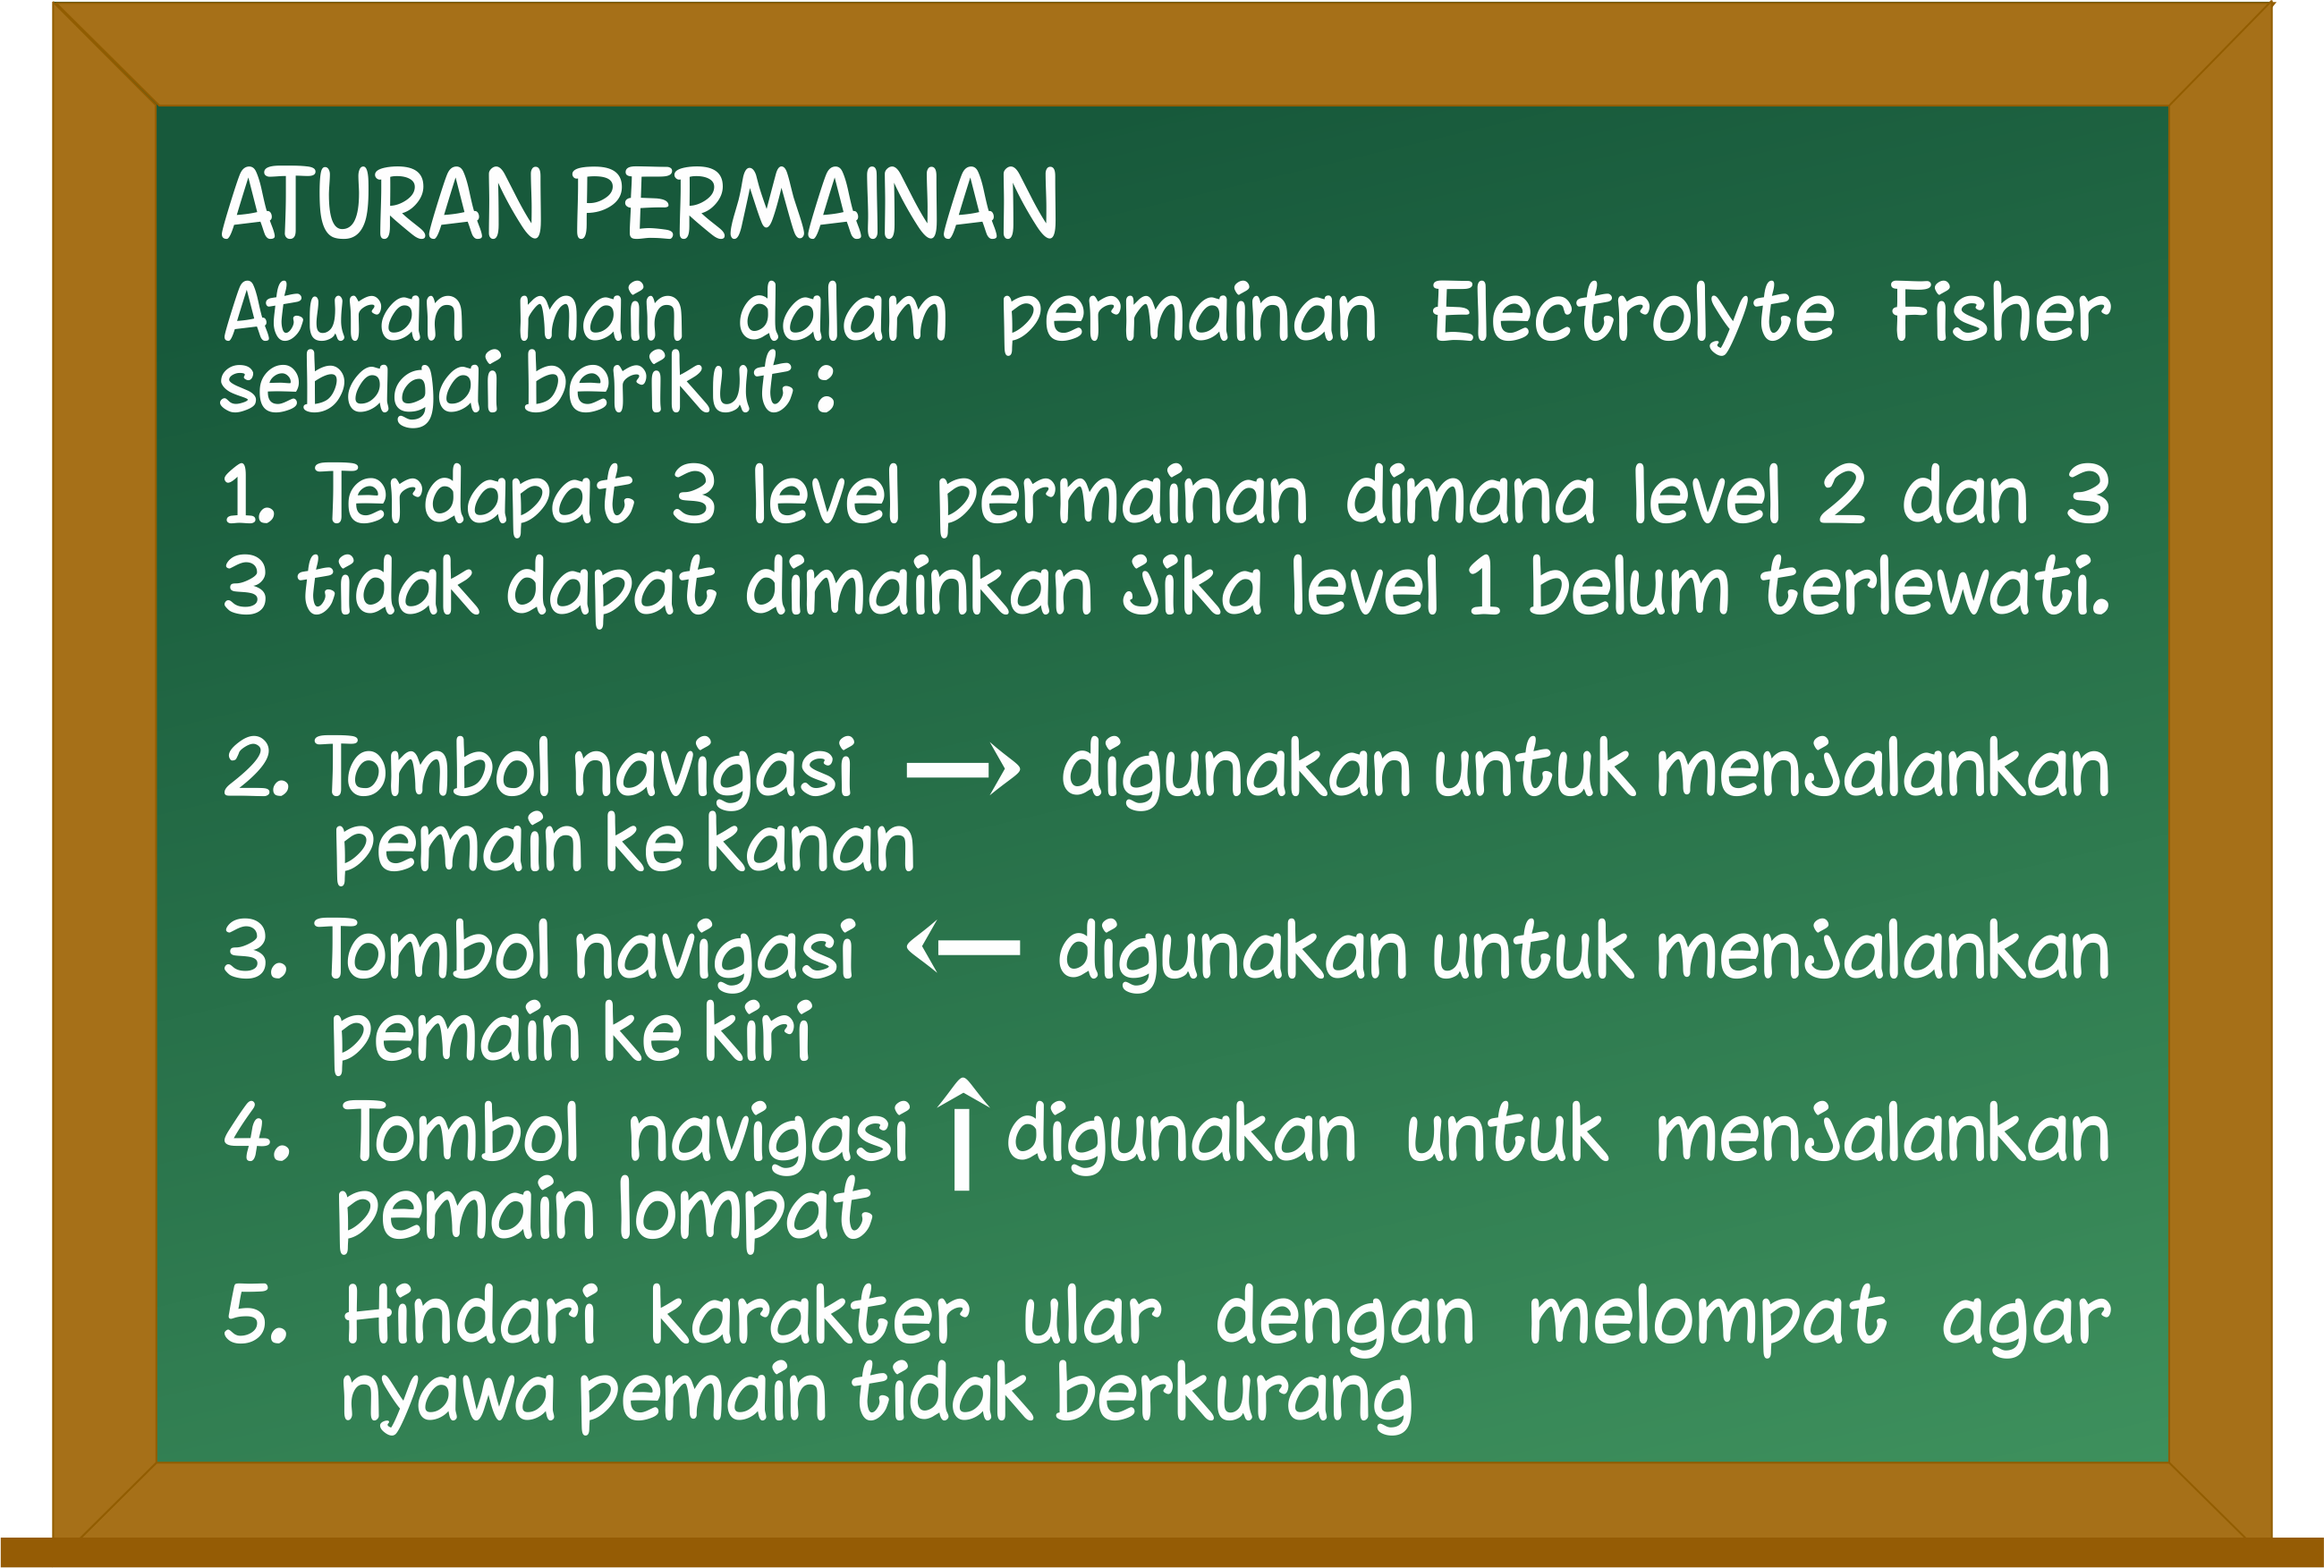 ATURAN PERMAINAN
Aturan main dalam permainan Electrolyte Fisher
sebagai berikut :
1. Terdapat 3 level permainan dimana level 2 dan 3
3 tidak dapat dimainkan jika level 1 belum terlewati.
2. Tombol navigasi → digunakan untuk menjalankan
pemain ke kanan
3. Tombol navigasi ← digunakan untuk menjalankan
pemain ke kiri
4. Tombol navigasi ↑ digunakan untuk menjalankan
pemain lompat
5. Hindari karakter ular dengan melompat agar
nyawa pemain tidak berkurang